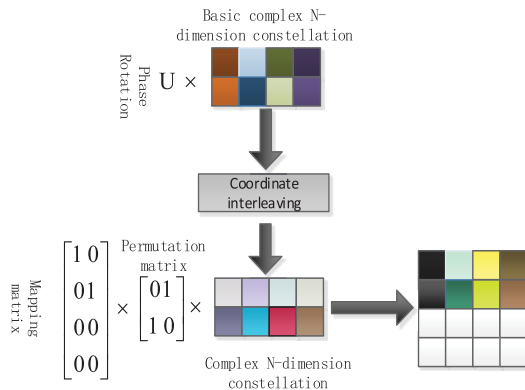 Basic complex N-
dimension constellation
Phase
Rotation
U ×
Coordinate
interleaving
Mapping
matrix
1 0
01
00
00
×
Permutation
matrix
01
1 0
×
Complex N-dimension
constellation